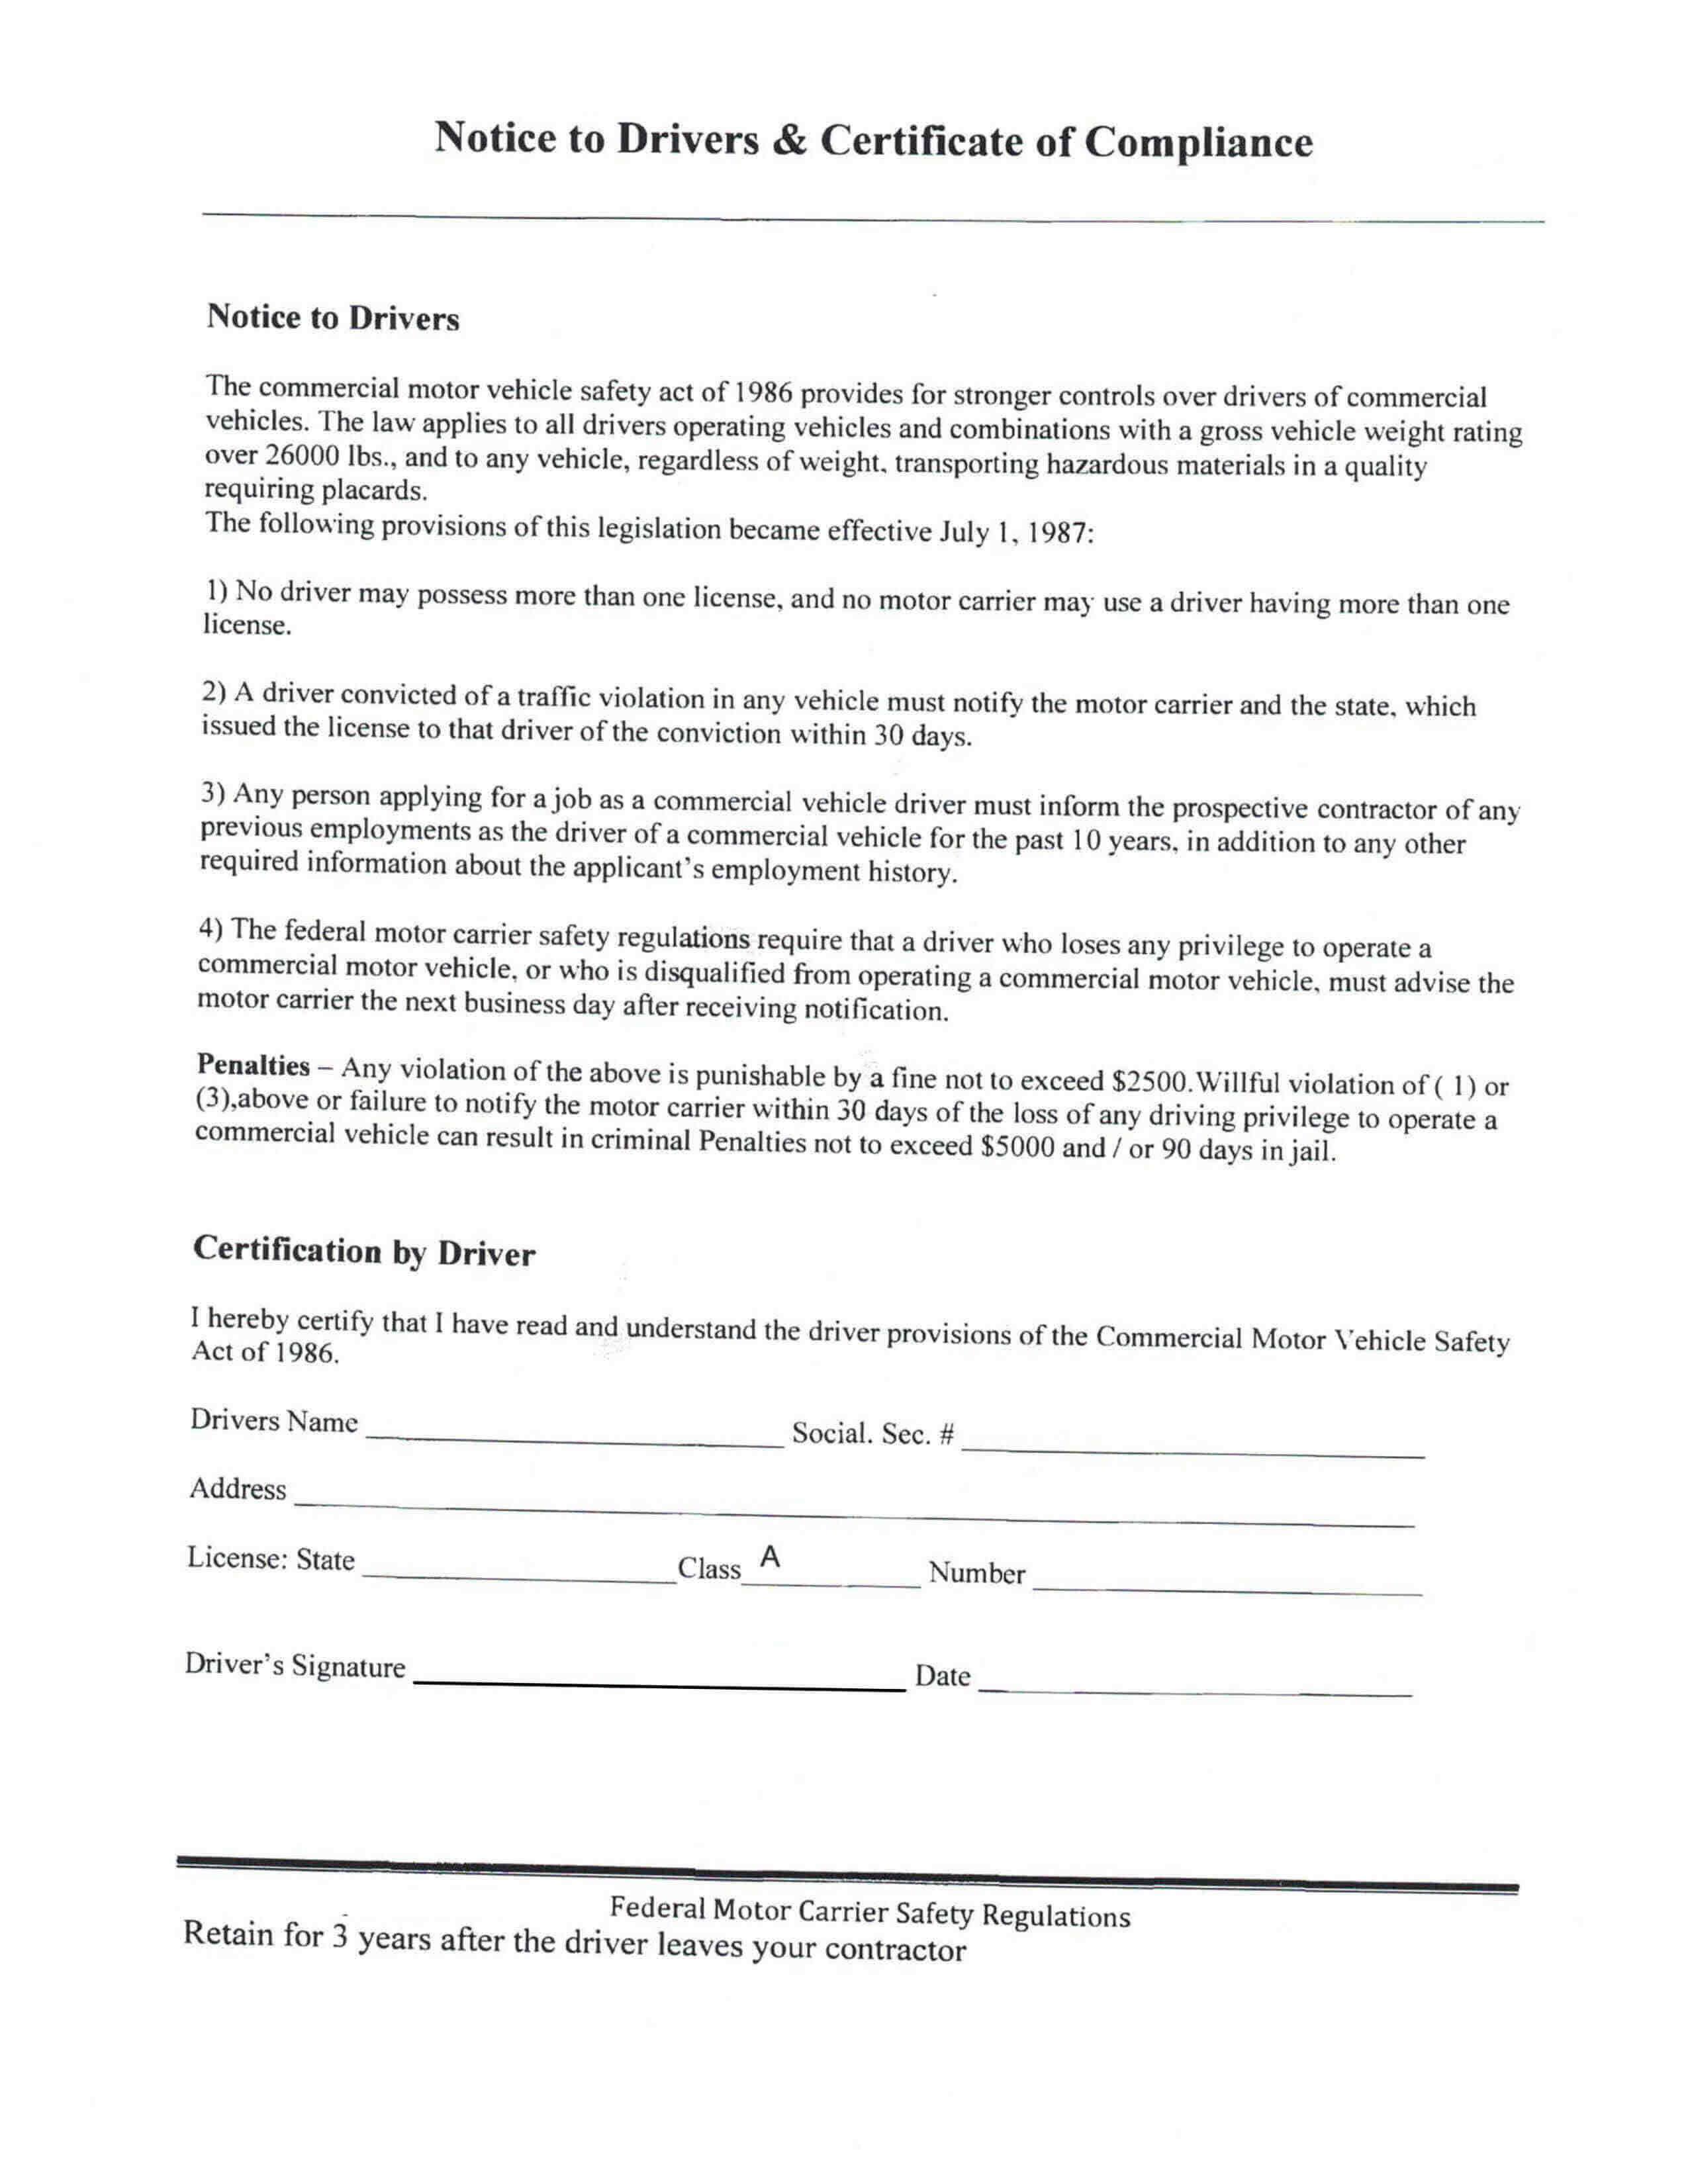 Notice to Drivers & Certificate of Compliance
Notice to Drivers
The commercial motor vehicle safety act of 1986 provides for stronger controls over drivers of commercial
vehicles. The law applies to all drivers operating vehicles and combinations with a gross vehicle weight rating
over 26000 lbs., and to any vehicle, regardless of weight, transporting hazardous materials in a quality
requiring placards.
The following provisions of this legislation became effective July 1, 1987:
1) No driver may possess more than one license, and no motor carrier may use a driver having more than one
license.
2) A driver convicted of a traffic violation in any vehicle must notify the motor carrier and the state, which
issued the license to that driver of the conviction within 30 days.
3) Any person applying for a job as a commercial vehicle driver must inform the prospective contractor of any
previous employments as the driver of a commercial vehicle for the past 10 years, in addition to any other
required information about the applicant's employment history.
4) The federal motor carrier safety regulations require that a driver who loses any privilege to operate a
commercial motor vehicle, or who is disqualified from operating a commercial motor vehicle, must advise the
motor carrier the next business day after receiving notification.
Penalties – Any violation of the above is punishable by a fine not to exceed $2500.Willful violation of ( 1) or
(3),above or failure to notify the motor carrier within 30 days of the loss of any driving privilege to operate a
commercial vehicle can result in criminal Penalties not to exceed $5000 and / or 90 days in jail.
Certification by Driver
I hereby certify that I have read and understand the driver provisions of the Commercial Motor Vehicle Safety
Act of 1986.
Drivers Name Social. Sec. #
Address
License: State Class A Number
Driver's Signature Date
Federal Motor Carrier Safety Regulations
Retain for 3 years after the driver leaves your contractor